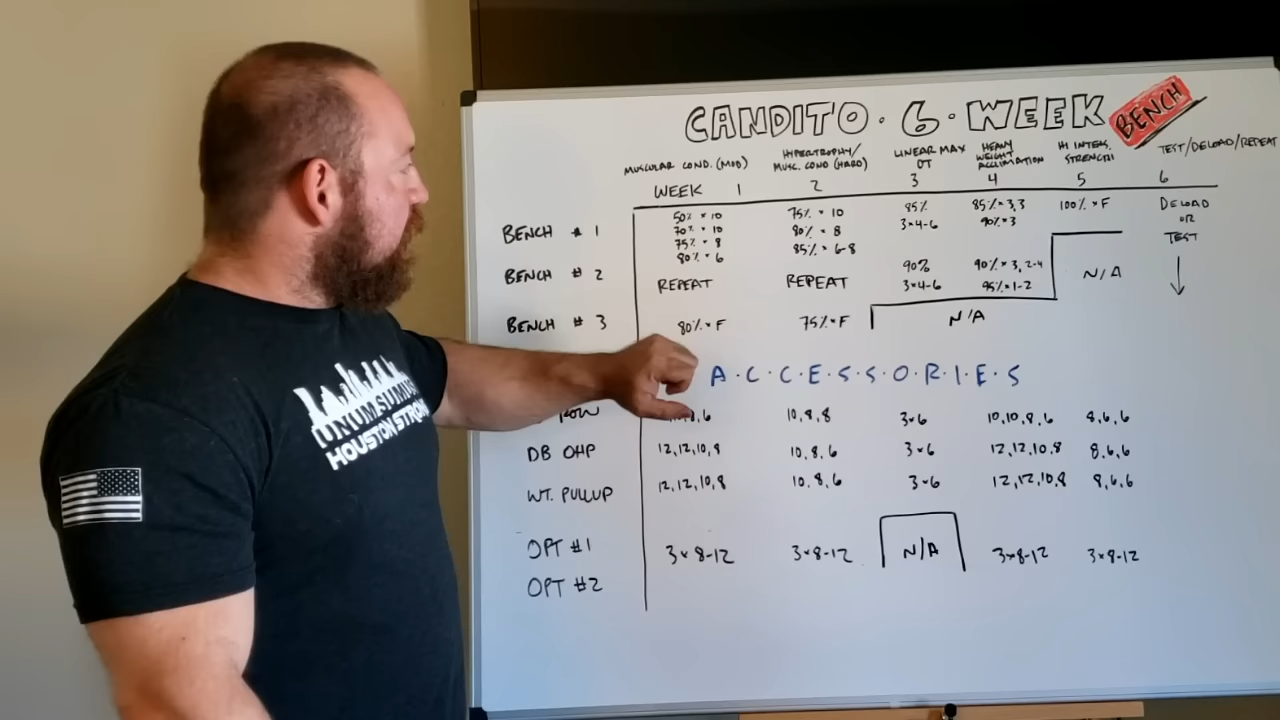 CANDITO · 6 · WEEK BENCH
MUSCULAR COND. (MOD) HYPERTROPHY/ MUSC. COND (HARD) LINEAR MAX OT HEAVY WEIGHT ACCLIMATION HI INTENS. STRENGTH TEST/DELOAD/REPEAT
WEEK 1 2 3 4 5 6
BENCH # 1
50% × 10 75% × 10 85% 85% × 3,3 100% × F DELOAD
70% × 10 80% × 8 3×4-6 90% × 3 OR
75% × 8 85% × 6-8 TEST
80% × 6
BENCH # 2
REPEAT REPEAT 90% 90% × 3, 2-4 N/A
3×4-6 95% × 1-2
BENCH # 3 80% × F 75% × F N/A
A·C·C·E·S·S·O·R·I·E·S
ROW 10,8,8 3×6 10,10,8,6 8,6,6
DB OHP 12,12,10,8 10,8,6 3×6 12,12,10,8 8,6,6
WT. PULLUP 12,12,10,8 10,8,6 3×6 12,12,10,8 8,6,6
OPT #1 3×8-12 3×8-12 N/A 3×8-12 3×8-12
OPT #2
UNUM SUMUS
HOUSTON STRONG